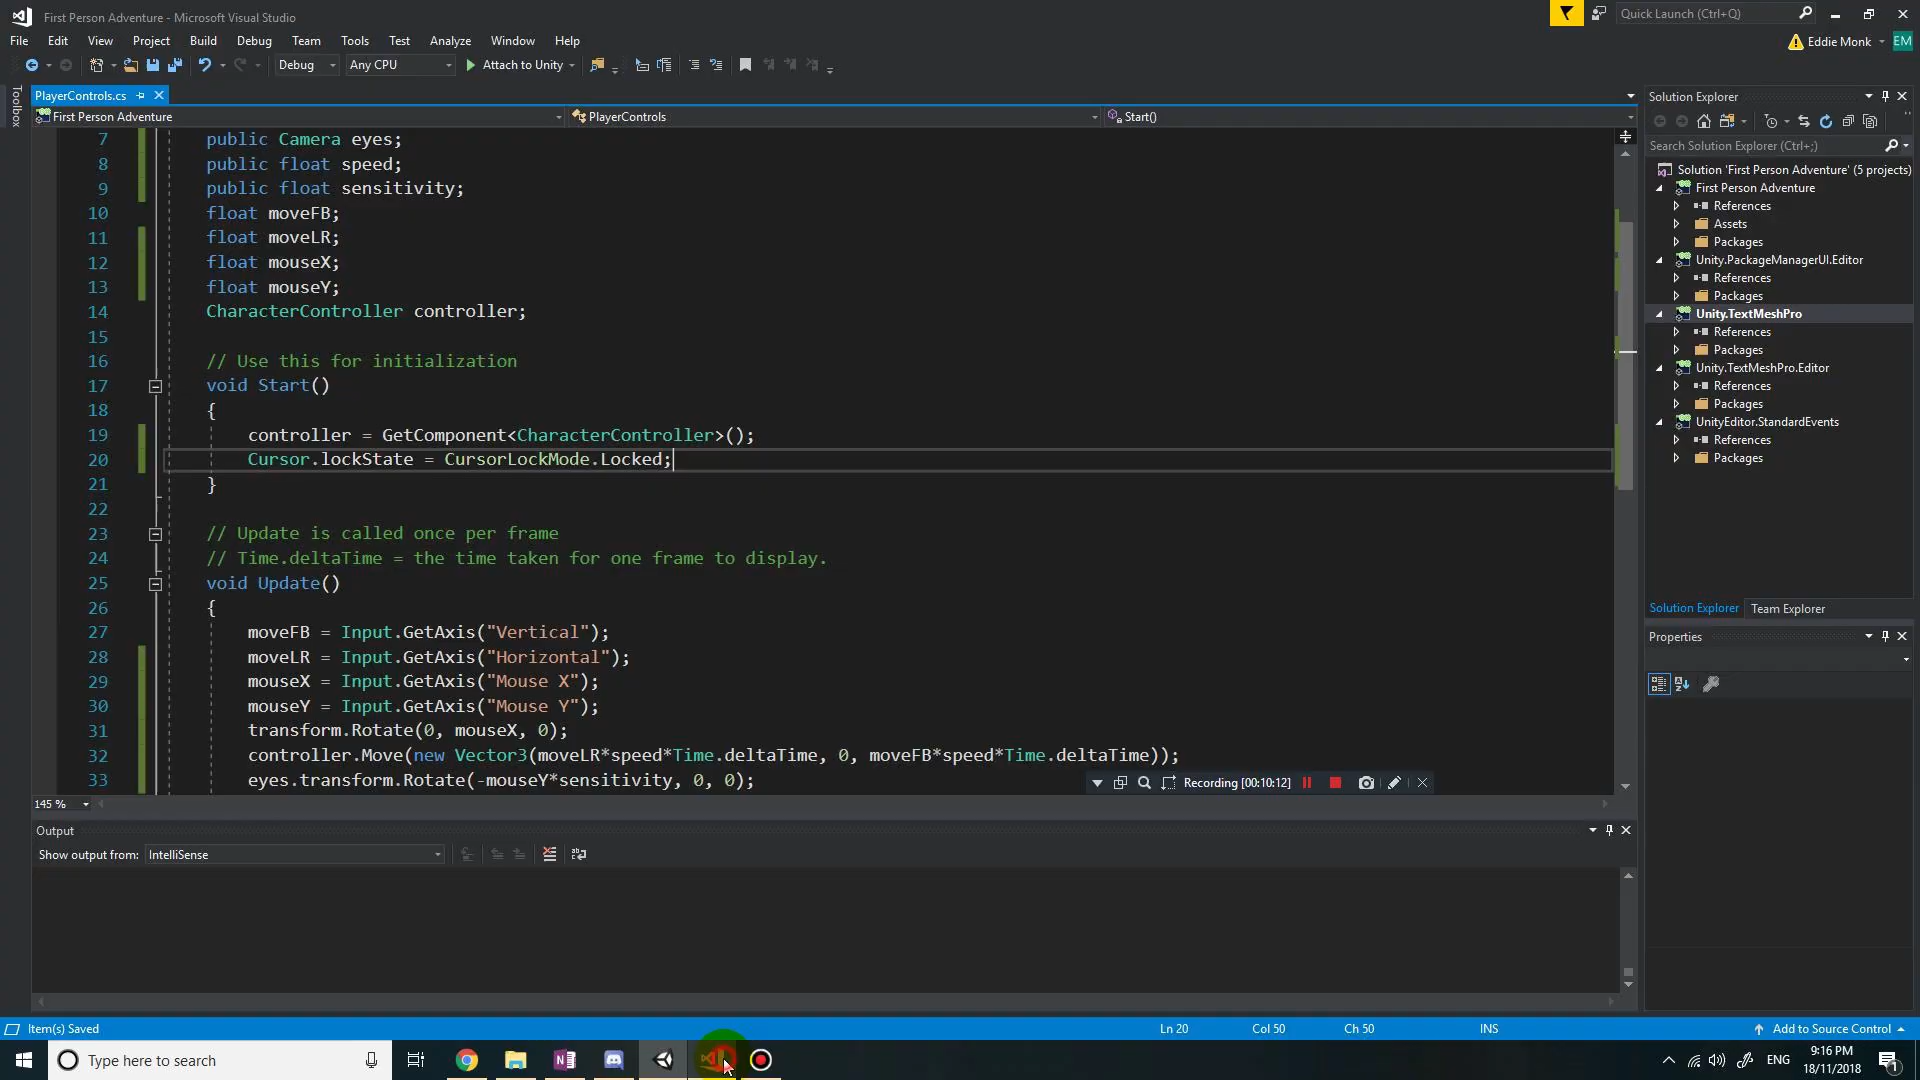 First Person Adventure - Microsoft Visual Studio
Quick Launch (Ctrl+Q)
File Edit View Project Build Debug Team Tools Test Analyze Window Help
Eddie Monk EM
Debug Any CPU Attach to Unity
Toolbox
PlayerControls.cs
First Person Adventure PlayerControls Start()
7 public Camera eyes;
8 public float speed;
9 public float sensitivity;
10 float moveFB;
11 float moveLR;
12 float mouseX;
13 float mouseY;
14 CharacterController controller;
15
16 // Use this for initialization
17 void Start()
18 {
19 controller = GetComponent<CharacterController>();
20 Cursor.lockState = CursorLockMode.Locked;
21 }
22
23 // Update is called once per frame
24 // Time.deltaTime = the time taken for one frame to display.
25 void Update()
26 {
27 moveFB = Input.GetAxis("Vertical");
28 moveLR = Input.GetAxis("Horizontal");
29 mouseX = Input.GetAxis("Mouse X");
30 mouseY = Input.GetAxis("Mouse Y");
31 transform.Rotate(0, mouseX, 0);
32 controller.Move(new Vector3(moveLR*speed*Time.deltaTime, 0, moveFB*speed*Time.deltaTime));
33 eyes.transform.Rotate(-mouseY*sensitivity, 0, 0);
Recording [00:10:12]
145 %
Output
Show output from: IntelliSense
Solution Explorer
Search Solution Explorer (Ctrl+;)
Solution 'First Person Adventure' (5 projects)
First Person Adventure
References
Assets
Packages
Unity.PackageManagerUI.Editor
References
Packages
Unity.TextMeshPro
References
Packages
Unity.TextMeshPro.Editor
References
Packages
UnityEditor.StandardEvents
References
Packages
Solution Explorer Team Explorer
Properties
Item(s) Saved Ln 20 Col 50 Ch 50 INS Add to Source Control
Type here to search
ENG
9:16 PM
18/11/2018
1